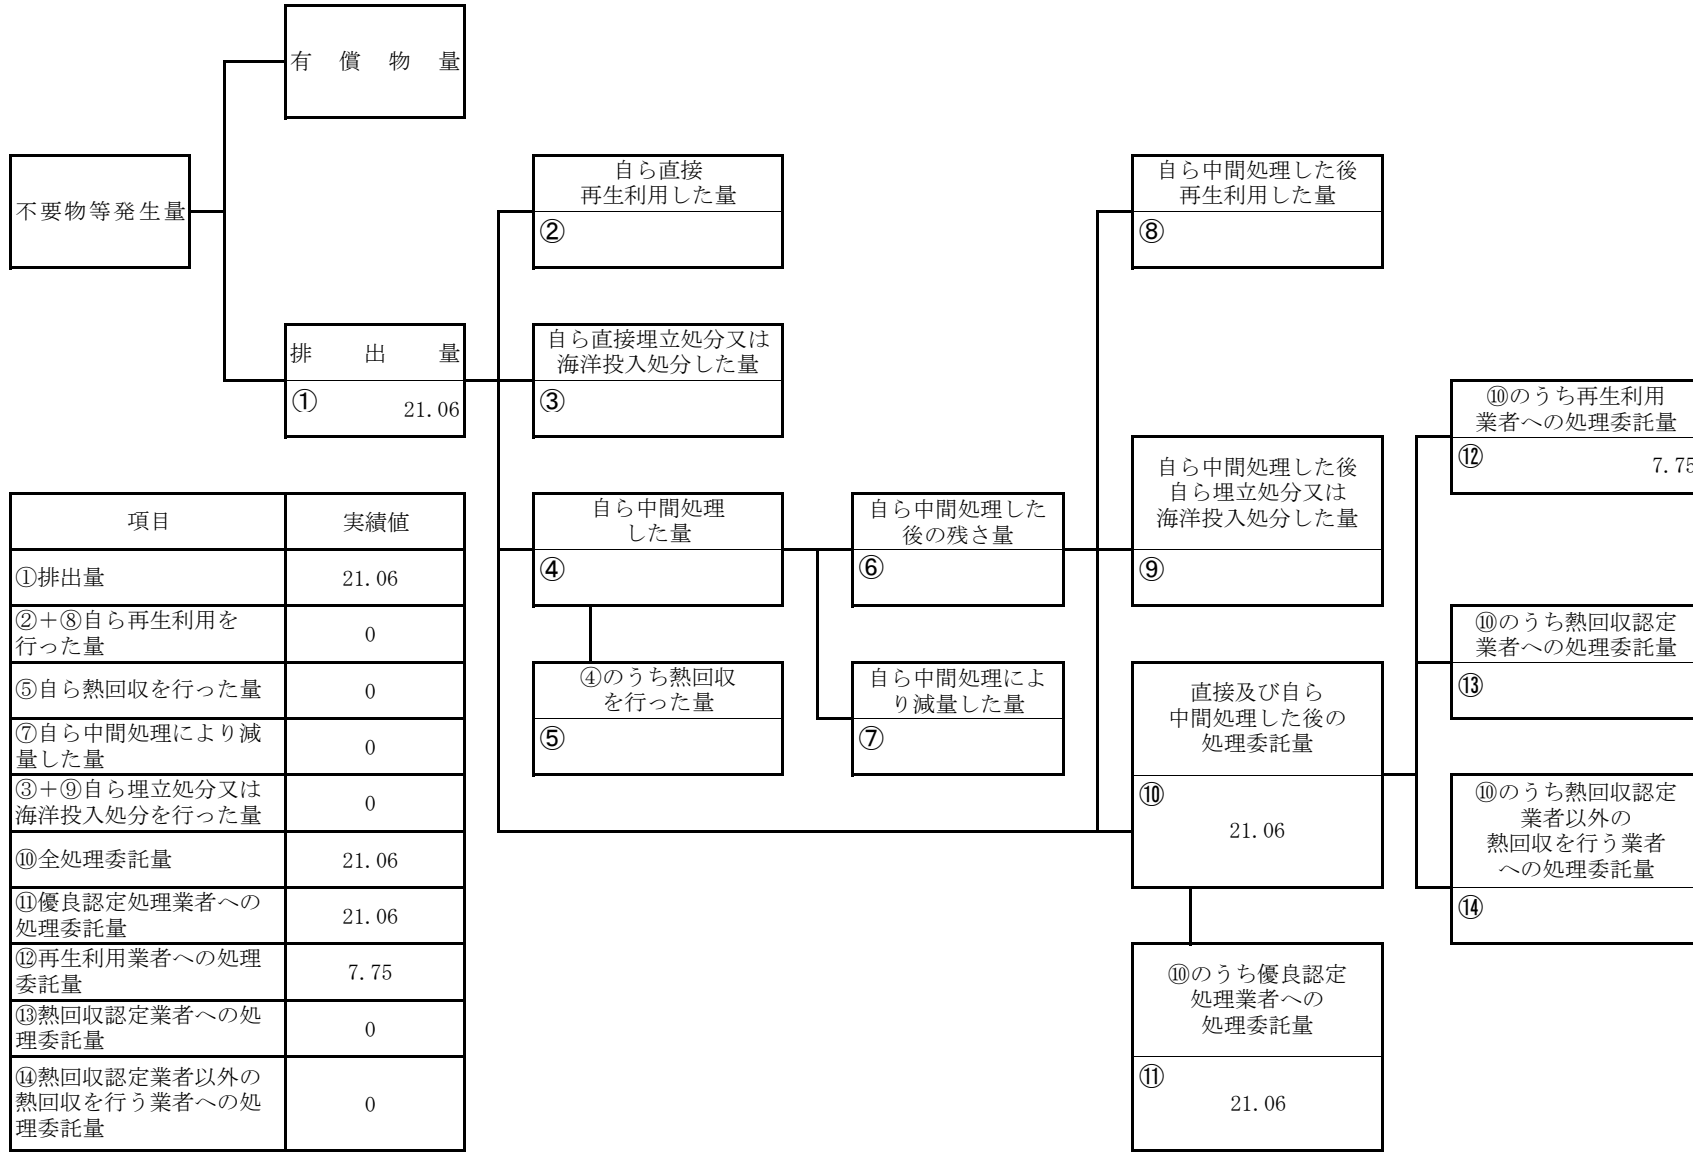 有償物量
不要物等発生量
自ら直接
再生利用した量
②
自ら中間処理した後
再生利用した量
⑧
排出量
①
21.06
自ら直接埋立処分又は
海洋投入処分した量
③
⑩のうち再生利用
業者への処理委託量
⑫
7.75
自ら中間処理した後
自ら埋立処分又は
海洋投入処分した量
⑨
自ら中間処理
した量
④
自ら中間処理した
後の残さ量
⑥
⑩のうち熱回収認定
業者への処理委託量
⑬
④のうち熱回収
を行った量
⑤
自ら中間処理によ
り減量した量
⑦
直接及び自ら
中間処理した後の
処理委託量
⑩
21.06
⑩のうち熱回収認定
業者以外の
熱回収を行う業者
への処理委託量
⑭
⑩のうち優良認定
処理業者への
処理委託量
⑪
21.06
項目 実績値
①排出量 21.06
②＋⑧自ら再生利用を
行った量 0
⑤自ら熱回収を行った量 0
⑦自ら中間処理により減
量した量 0
③＋⑨自ら埋立処分又は
海洋投入処分を行った量 0
⑩全処理委託量 21.06
⑪優良認定処理業者への
処理委託量 21.06
⑫再生利用業者への処理
委託量 7.75
⑬熱回収認定業者への処
理委託量 0
⑭熱回収認定業者以外の
熱回収を行う業者への処
理委託量 0